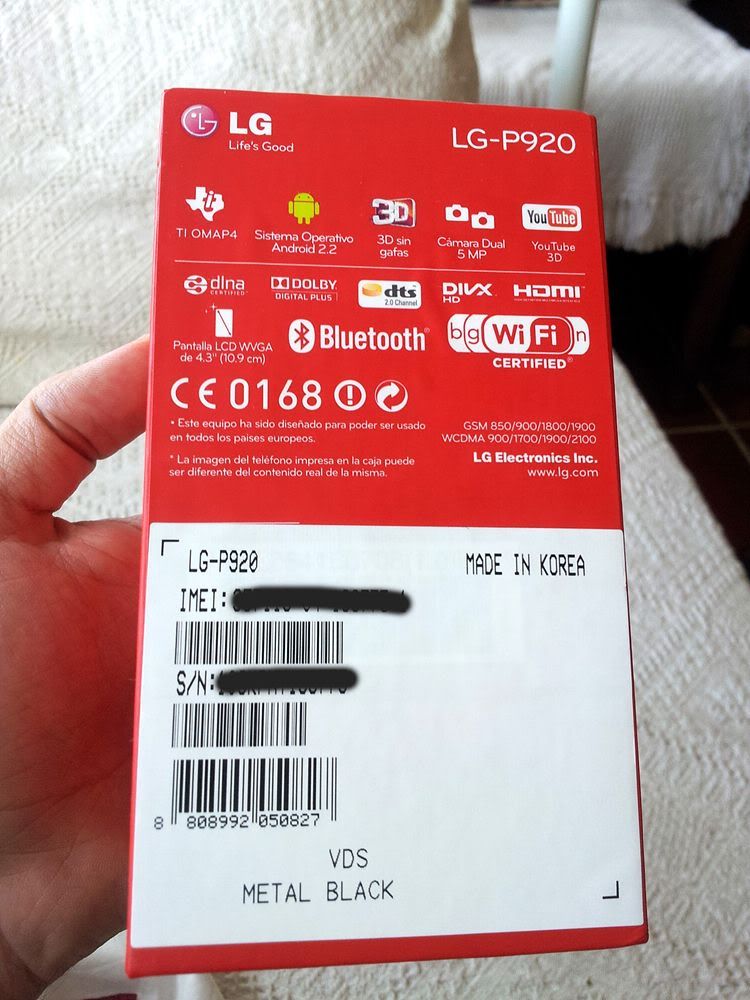 LG
Life's Good
LG-P920
TI OMAP4
Sistema Operativo
Android 2.2
3D
3D sin
gafas
Cámara Dual
5 MP
YouTube
YouTube
3D
dlna
CERTIFIED
DOLBY
DIGITAL PLUS
dts
2.0 Channel
DIVX
HD
HDMI
Pantalla LCD WVGA
de 4.3" (10.9 cm)
Bluetooth®
b g Wi Fi n
CERTIFIED®
CE 0168
* Este equipo ha sido diseñado para poder ser usado
en todos los paises europeos.
* La imagen del teléfono impresa en la caja puede
ser diferente del contenido real de la misma.
GSM 850/900/1800/1900
WCDMA 900/1700/1900/2100
LG Electronics Inc.
www.lg.com
LG-P920
MADE IN KOREA
IMEI:
S/N:
8 808992 050827
VDS
METAL BLACK